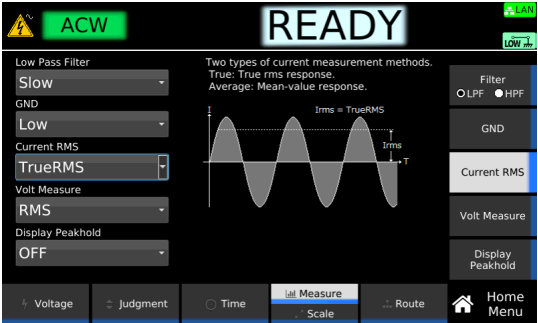 ACW
READY
LAN
LOW
Low Pass Filter
Slow
GND
Low
Current RMS
TrueRMS
Volt Measure
RMS
Display Peakhold
OFF
Two types of current measurement methods.
True: True rms response.
Average: Mean-value response.
I
Irms = TrueRMS
Irms
T
Filter
LPF HPF
GND
Current RMS
Volt Measure
Display
Peakhold
Voltage
Judgment
Time
Measure
Scale
Route
Home
Menu